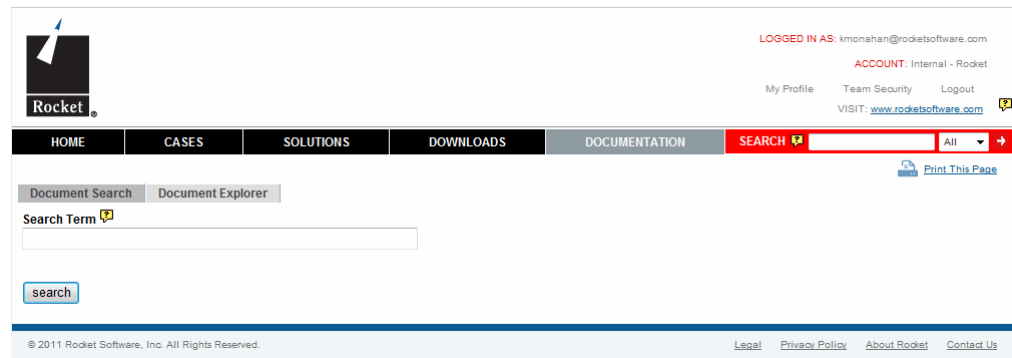 Rocket ®
LOGGED IN AS: kmonahan@rocketsoftware.com
ACCOUNT: Internal - Rocket
My Profile Team Security Logout
VISIT: www.rocketsoftware.com ?
HOME CASES SOLUTIONS DOWNLOADS DOCUMENTATION SEARCH ? All
Print This Page
Document Search Document Explorer
Search Term ?
search
© 2011 Rocket Software, Inc. All Rights Reserved. Legal Privacy Policy About Rocket Contact Us